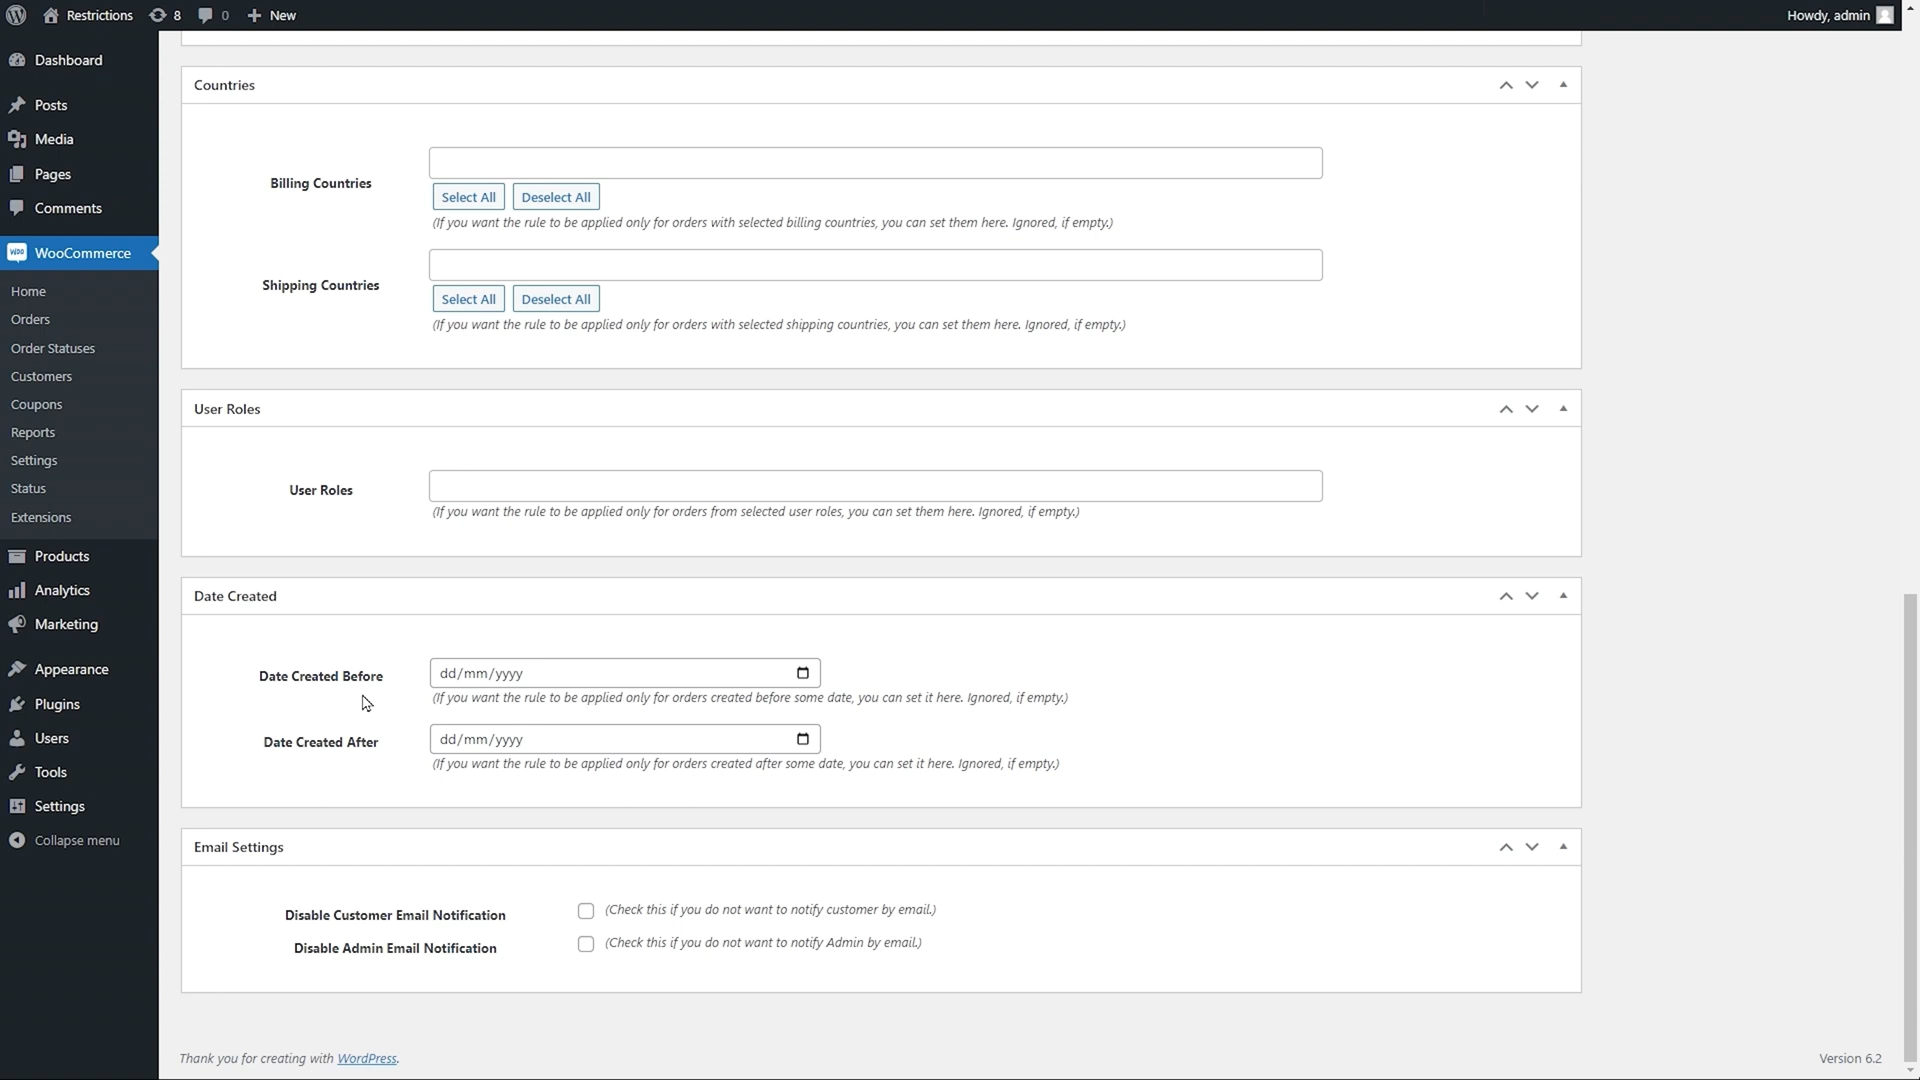 Restrictions 8 0 New Howdy, admin
Dashboard
Posts
Media
Pages
Comments
WooCommerce
Home
Orders
Order Statuses
Customers
Coupons
Reports
Settings
Status
Extensions
Products
Analytics
Marketing
Appearance
Plugins
Users
Tools
Settings
Collapse menu
Countries
Billing Countries
Select All Deselect All
(If you want the rule to be applied only for orders with selected billing countries, you can set them here. Ignored, if empty.)
Shipping Countries
Select All Deselect All
(If you want the rule to be applied only for orders with selected shipping countries, you can set them here. Ignored, if empty.)
User Roles
User Roles
(If you want the rule to be applied only for orders from selected user roles, you can set them here. Ignored, if empty.)
Date Created
Date Created Before dd/mm/yyyy
(If you want the rule to be applied only for orders created before some date, you can set it here. Ignored, if empty.)
Date Created After dd/mm/yyyy
(If you want the rule to be applied only for orders created after some date, you can set it here. Ignored, if empty.)
Email Settings
Disable Customer Email Notification (Check this if you do not want to notify customer by email.)
Disable Admin Email Notification (Check this if you do not want to notify Admin by email.)
Thank you for creating with WordPress. Version 6.2